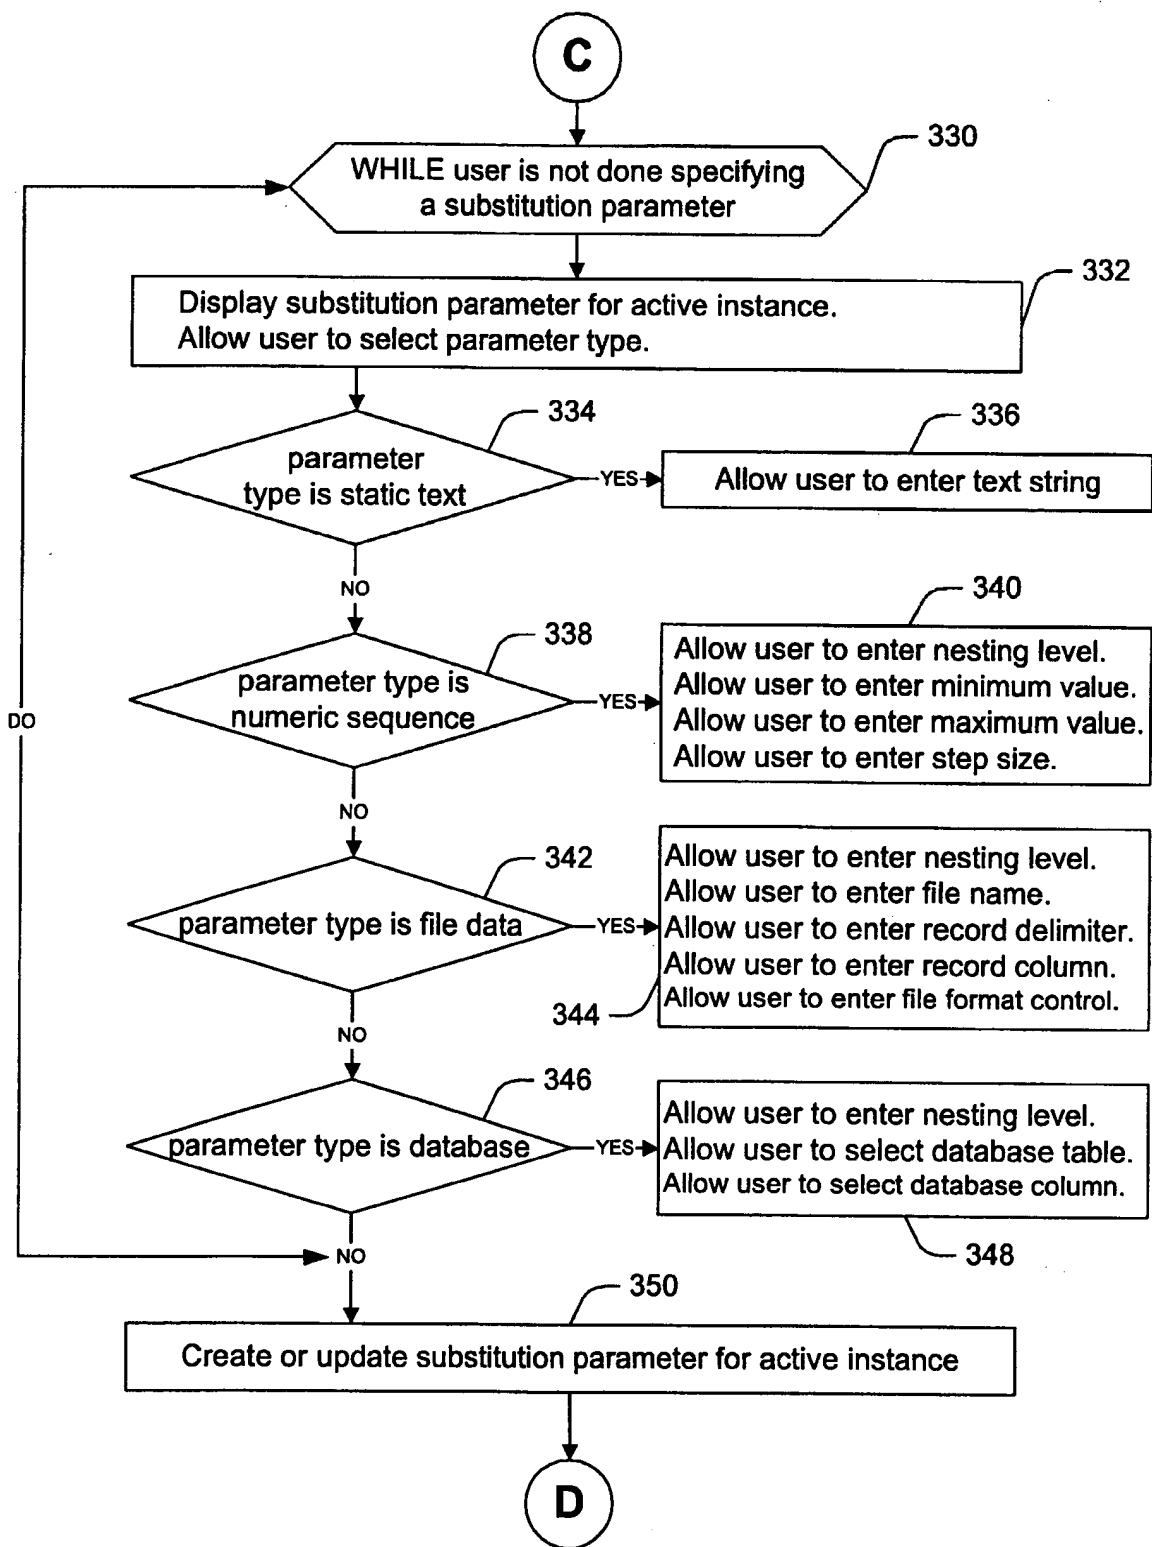 C
330
WHILE user is not done specifying
a substitution parameter
332
Display substitution parameter for active instance.
Allow user to select parameter type.
334
parameter
type is static text
YES
336
Allow user to enter text string
NO
338
parameter type is
numeric sequence
YES
340
Allow user to enter nesting level.
Allow user to enter minimum value.
Allow user to enter maximum value.
Allow user to enter step size.
DO
NO
342
parameter type is file data
YES
Allow user to enter nesting level.
Allow user to enter file name.
Allow user to enter record delimiter.
Allow user to enter record column.
Allow user to enter file format control.
344
NO
346
parameter type is database
YES
Allow user to enter nesting level.
Allow user to select database table.
Allow user to select database column.
348
NO
350
Create or update substitution parameter for active instance
D